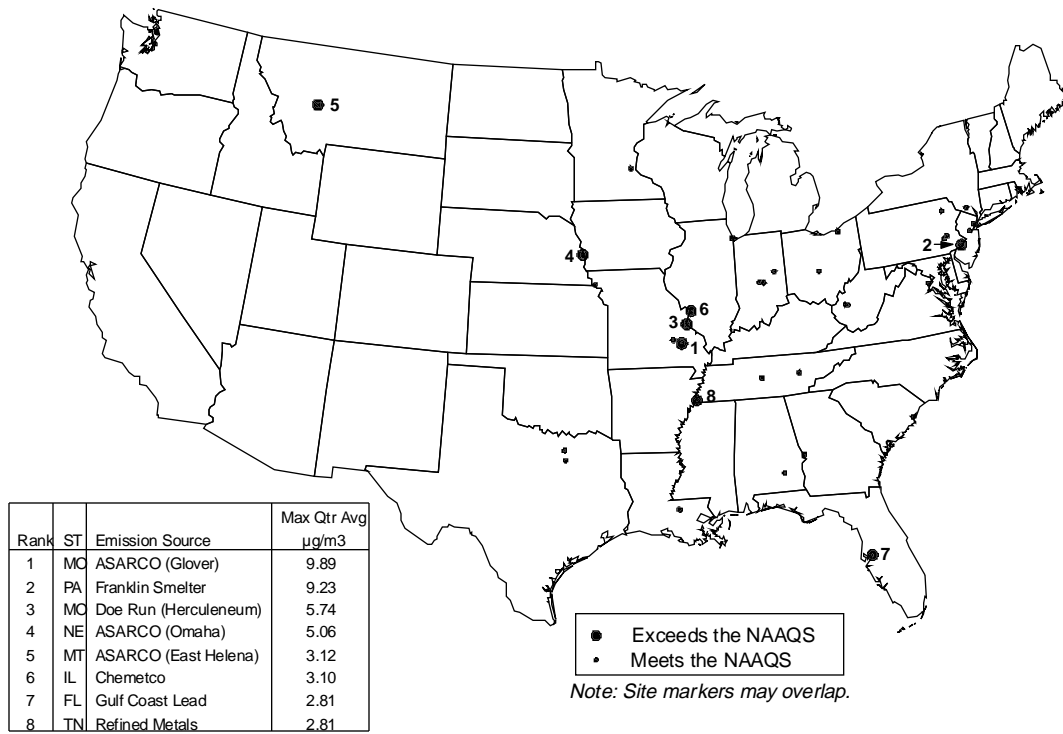 5
2
4
6
3
1
8
7
Max Qtr Avg
Rank ST Emission Source µg/m3
1 MO ASARCO (Glover) 9.89
2 PA Franklin Smelter 9.23
3 MO Doe Run (Herculeneum) 5.74
4 NE ASARCO (Omaha) 5.06
5 MT ASARCO (East Helena) 3.12
6 IL Chemetco 3.10
7 FL Gulf Coast Lead 2.81
8 TN Refined Metals 2.81
Exceeds the NAAQS
Meets the NAAQS
Note: Site markers may overlap.